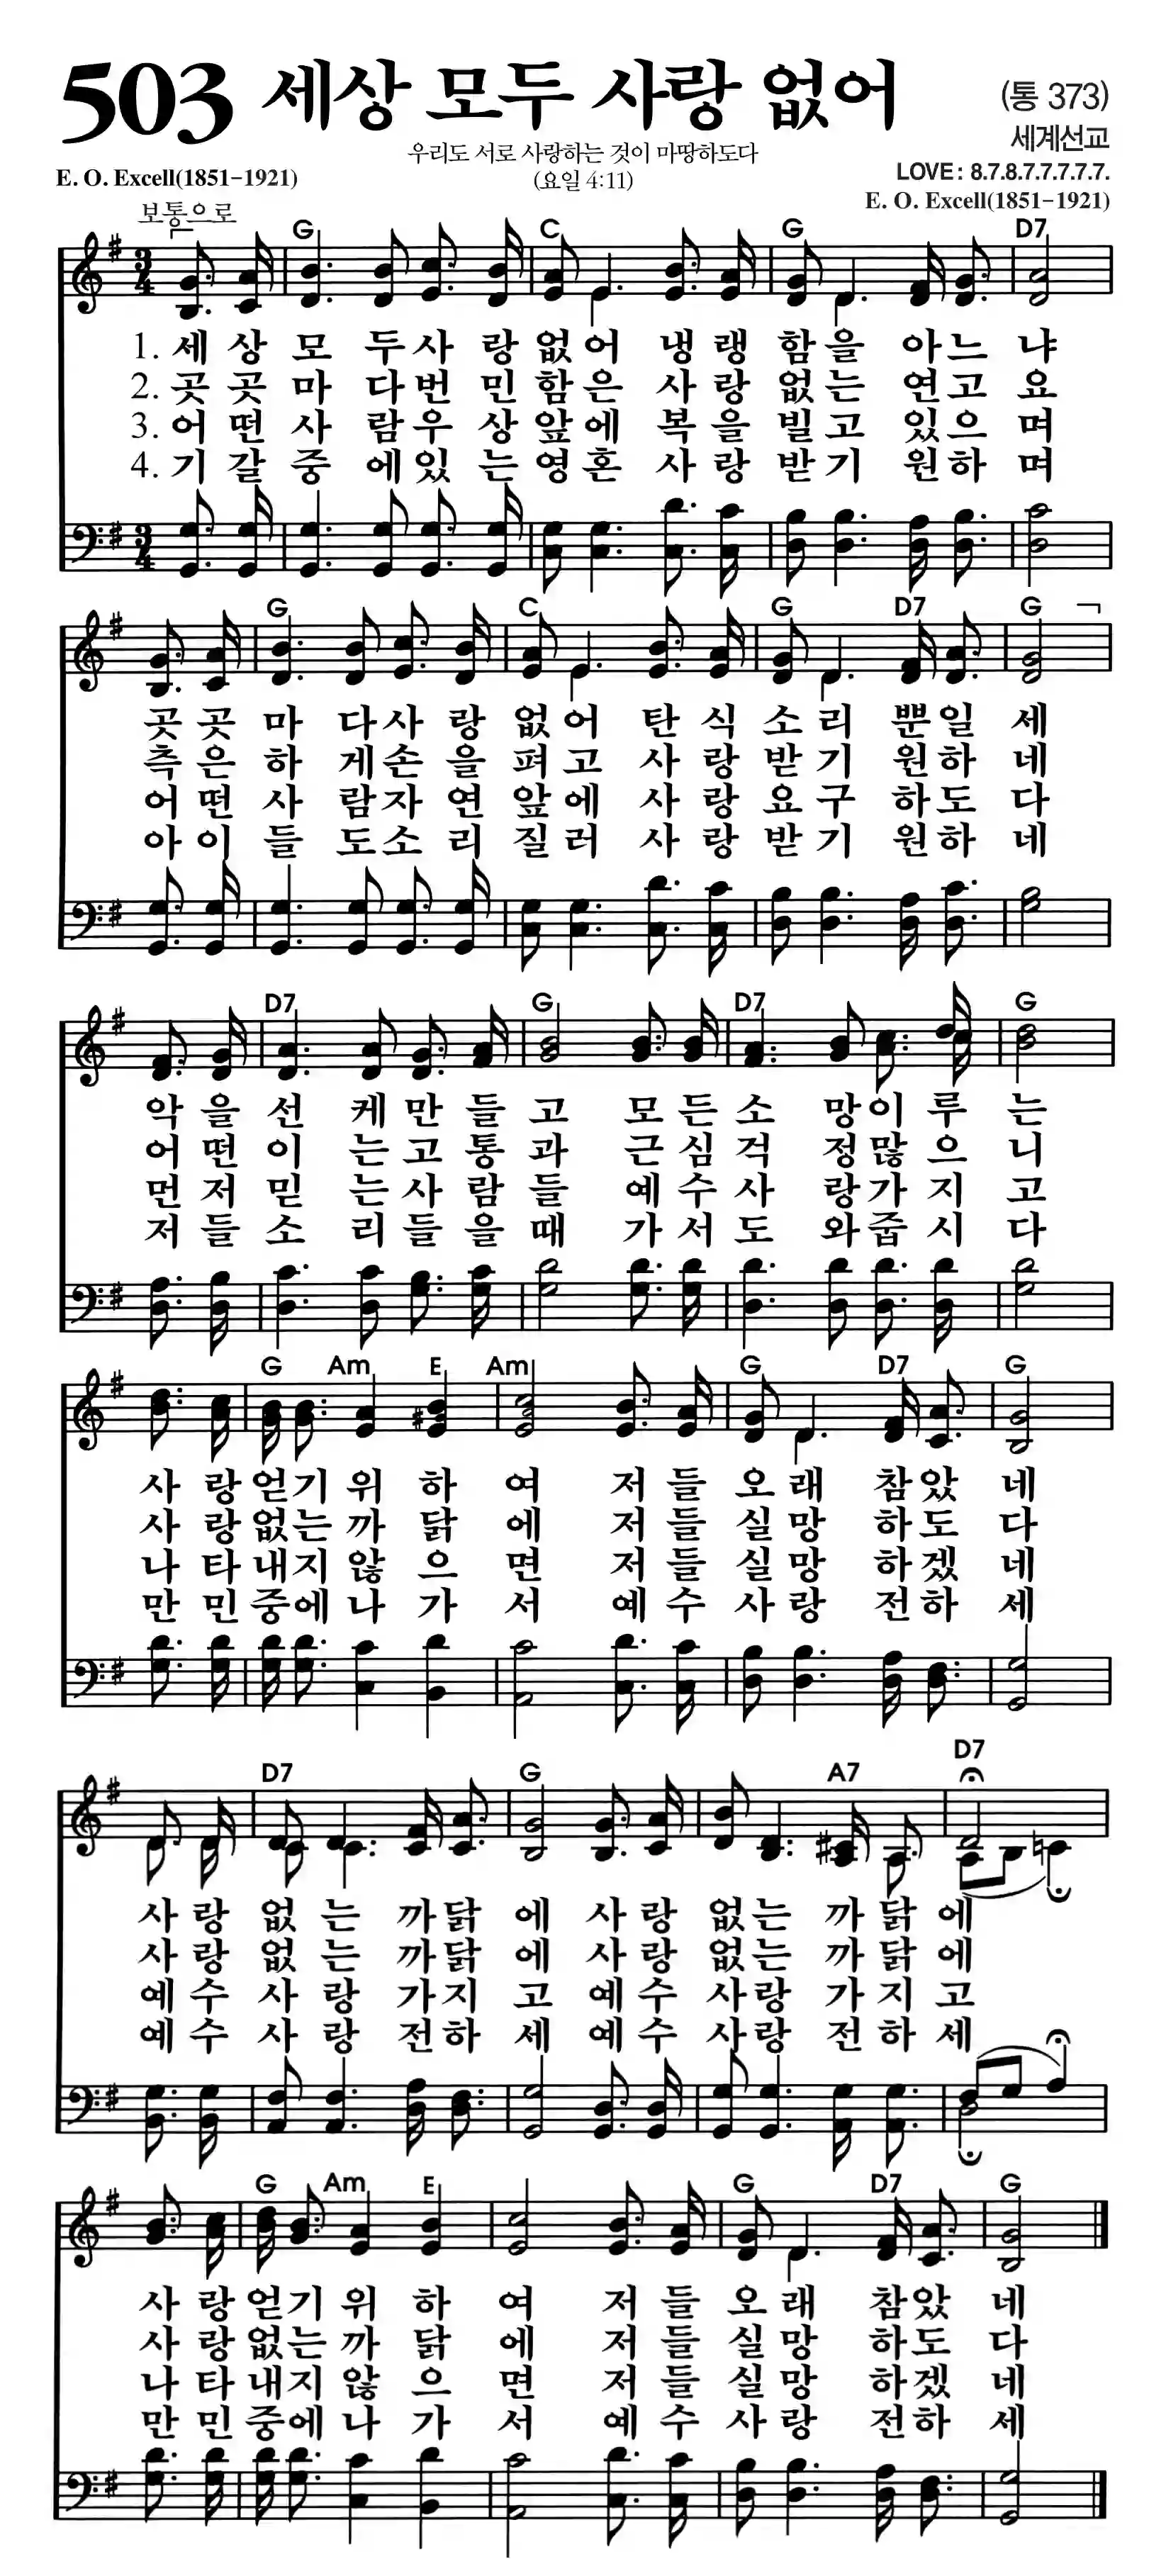 503 세상 모두 사랑 없어 (통 373)
우리도 서로 사랑하는 것이 마땅하도다 세계선교
E. O. Excell(1851-1921) (요일 4:11) LOVE : 8.7.8.7.7.7.7.7.
E. O. Excell(1851-1921)
보통으로
G C G D7
1. 세 상 모 두 사 랑 없 어 냉 랭 함 을 아 느 냐
2. 곳 곳 마 다 번 민 함 은 사 랑 없 는 연 고 요
3. 어 떤 사 람 우 상 앞 에 복 을 빌 고 있 으 며
4. 기 갈 중 에 있 는 영 혼 사 랑 받 기 원 하 며
G C G D7 G
곳 곳 마 다 사 랑 없 어 탄 식 소 리 뿐 일 세
측 은 하 게 손 을 펴 고 사 랑 받 기 원 하 네
어 떤 사 람 자 연 앞 에 사 랑 요 구 하 도 다
아 이 들 도 소 리 질 러 사 랑 받 기 원 하 네
D7 G D7 G
악 을 선 케 만 들 고 모 든 소 망 이 루 는
어 떤 이 는 고 통 과 근 심 걱 정 많 으 니
먼 저 믿 는 사 람 들 예 수 사 랑 가 지 고
저 들 소 리 들 을 때 가 서 도 와 줍 시 다
G Am E Am G D7 G
사 랑 얻 기 위 하 여 저 들 오 래 참 았 네
사 랑 없 는 까 닭 에 저 들 실 망 하 도 다
나 타 내 지 않 으 면 저 들 실 망 하 겠 네
만 민 중 에 나 가 서 예 수 사 랑 전 하 세
D7 G A7 D7
사 랑 없 는 까 닭 에 사 랑 없 는 까 닭 에
사 랑 없 는 까 닭 에 사 랑 없 는 까 닭 에
예 수 사 랑 가 지 고 예 수 사 랑 가 지 고
예 수 사 랑 전 하 세 예 수 사 랑 전 하 세
G Am E G D7 G
사 랑 얻 기 위 하 여 저 들 오 래 참 았 네
사 랑 없 는 까 닭 에 저 들 실 망 하 도 다
나 타 내 지 않 으 면 저 들 실 망 하 겠 네
만 민 중 에 나 가 서 예 수 사 랑 전 하 세